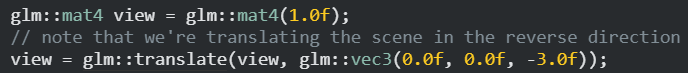 glm::mat4 view = glm::mat4(1.0f);
// note that we're translating the scene in the reverse direction
view = glm::translate(view, glm::vec3(0.0f, 0.0f, -3.0f));